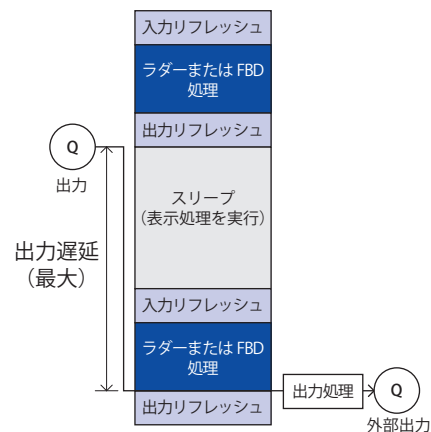 入力リフレッシュ
ラダーまたは FBD
処理
出力リフレッシュ
Q
出力
スリープ
（表示処理を実行）
出力遅延
（最大）
入力リフレッシュ
ラダーまたは FBD
処理
出力リフレッシュ
出力処理
Q
外部出力